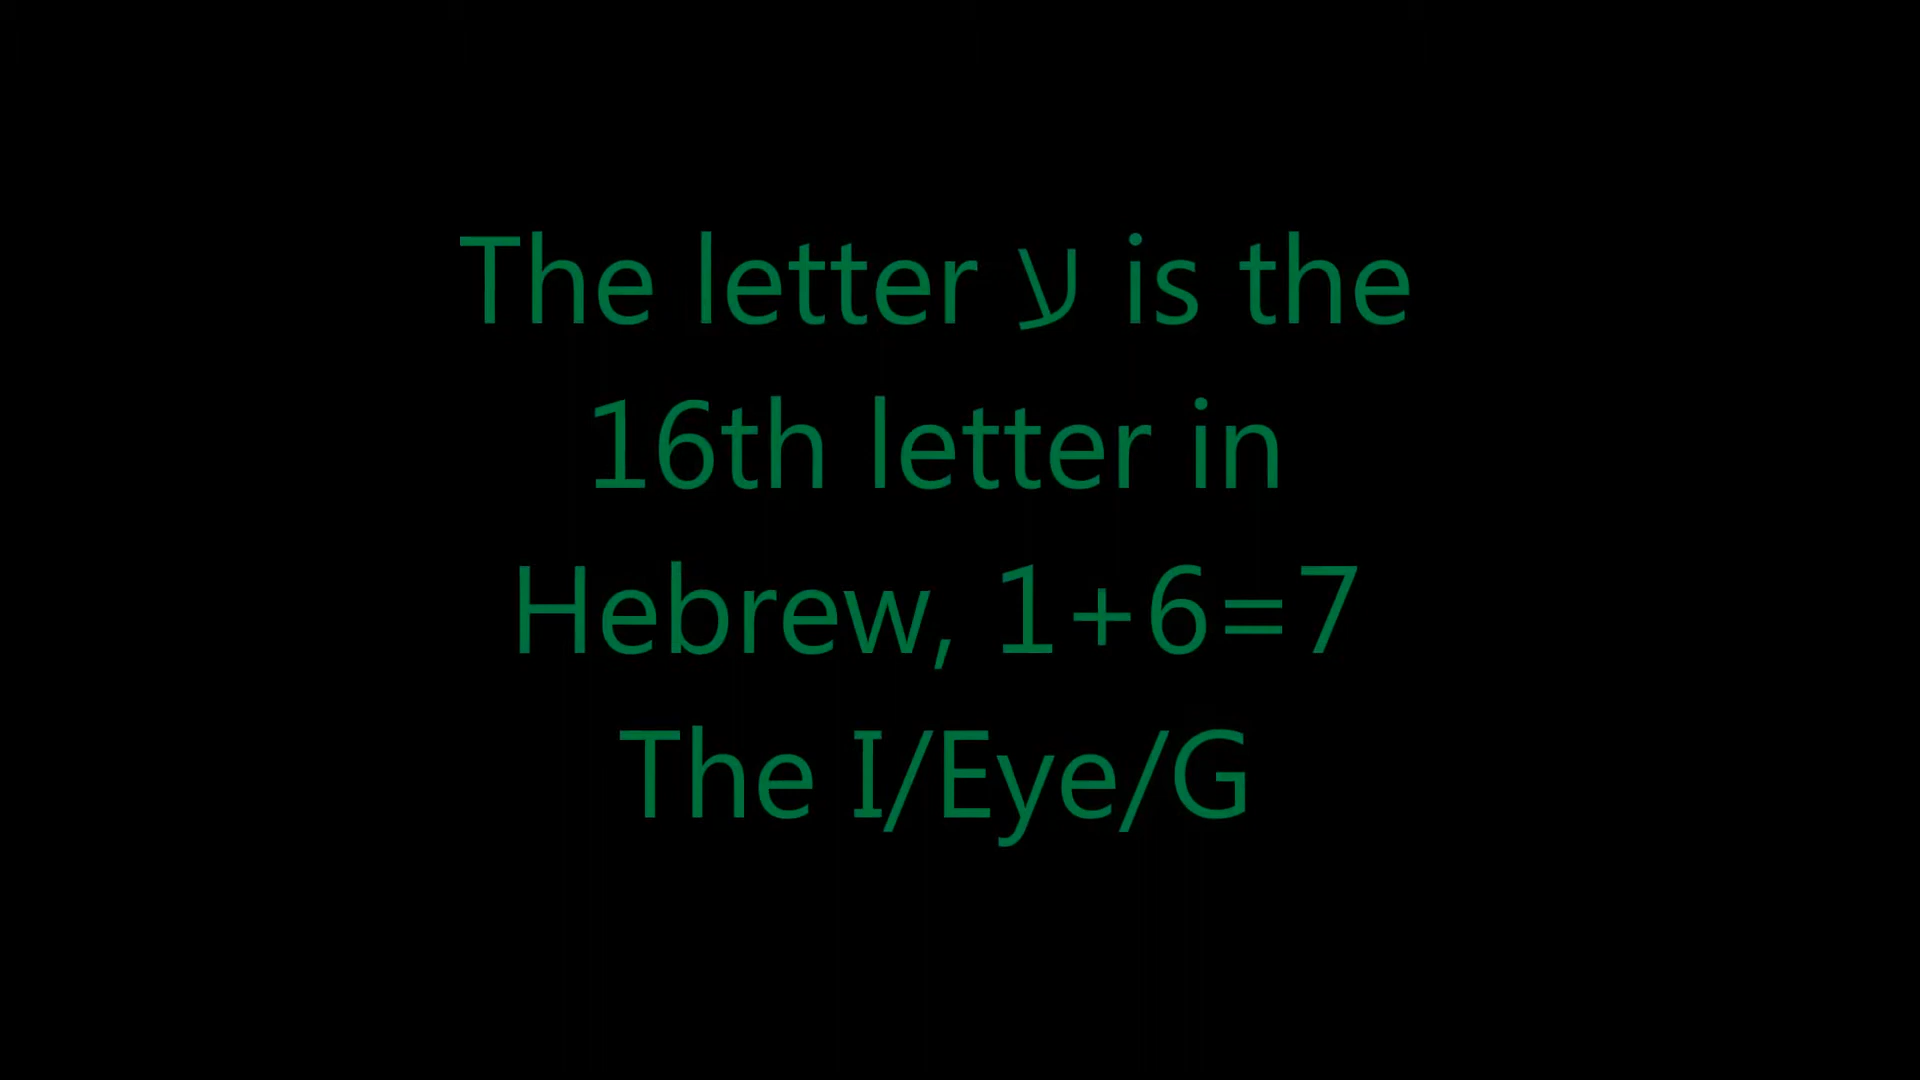 The letter ע is the
16th letter in
Hebrew, 1+6=7
The I/Eye/G